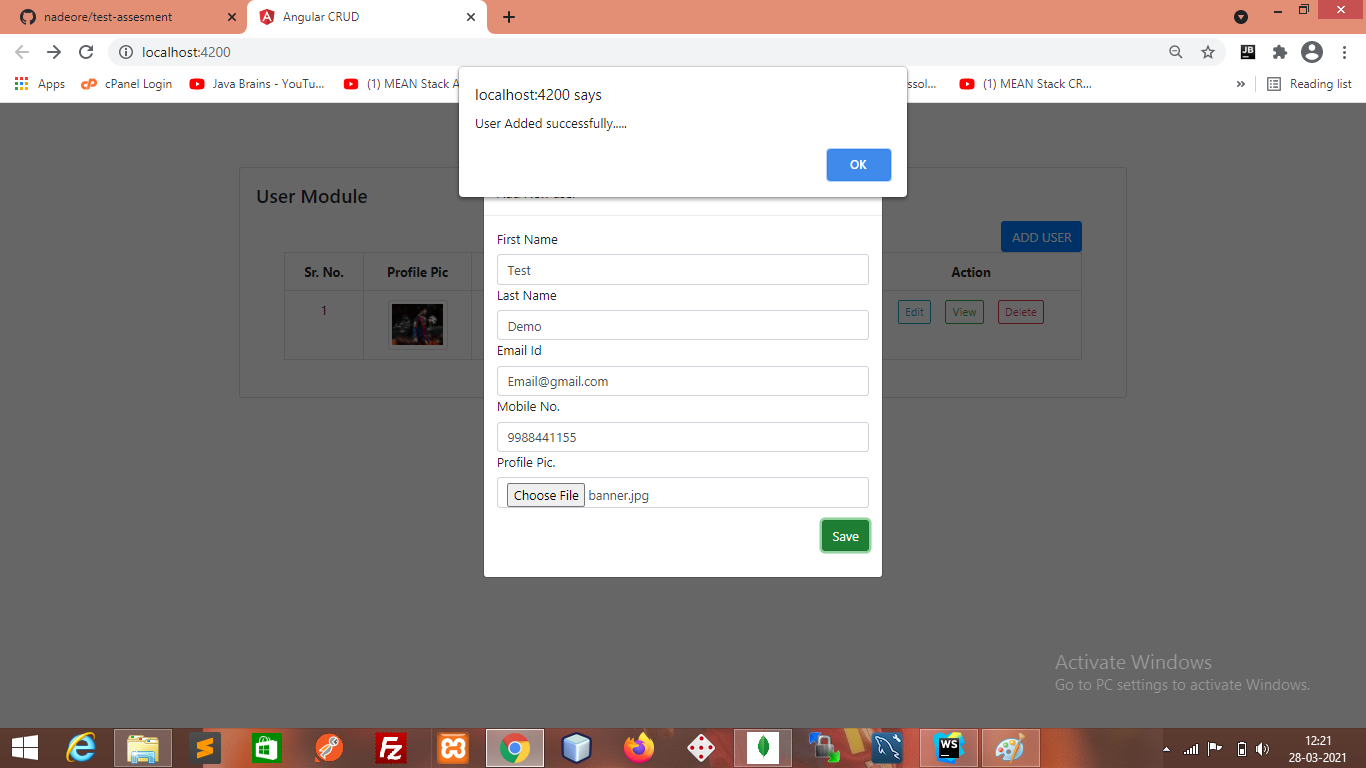 nadeore/test-assesment
Angular CRUD
localhost:4200
Apps
cPanel Login
Java Brains - YouTu...
(1) MEAN Stack A
ssol...
(1) MEAN Stack CR...
»
Reading list
localhost:4200 says
User Added successfully.....
OK
User Module
ADD USER
Sr. No.
Profile Pic
Action
1
Edit
View
Delete
First Name
Test
Last Name
Demo
Email Id
Email@gmail.com
Mobile No.
9988441155
Profile Pic.
Choose File banner.jpg
Save
Activate Windows
Go to PC settings to activate Windows.
JB
WS
12:21
28-03-2021